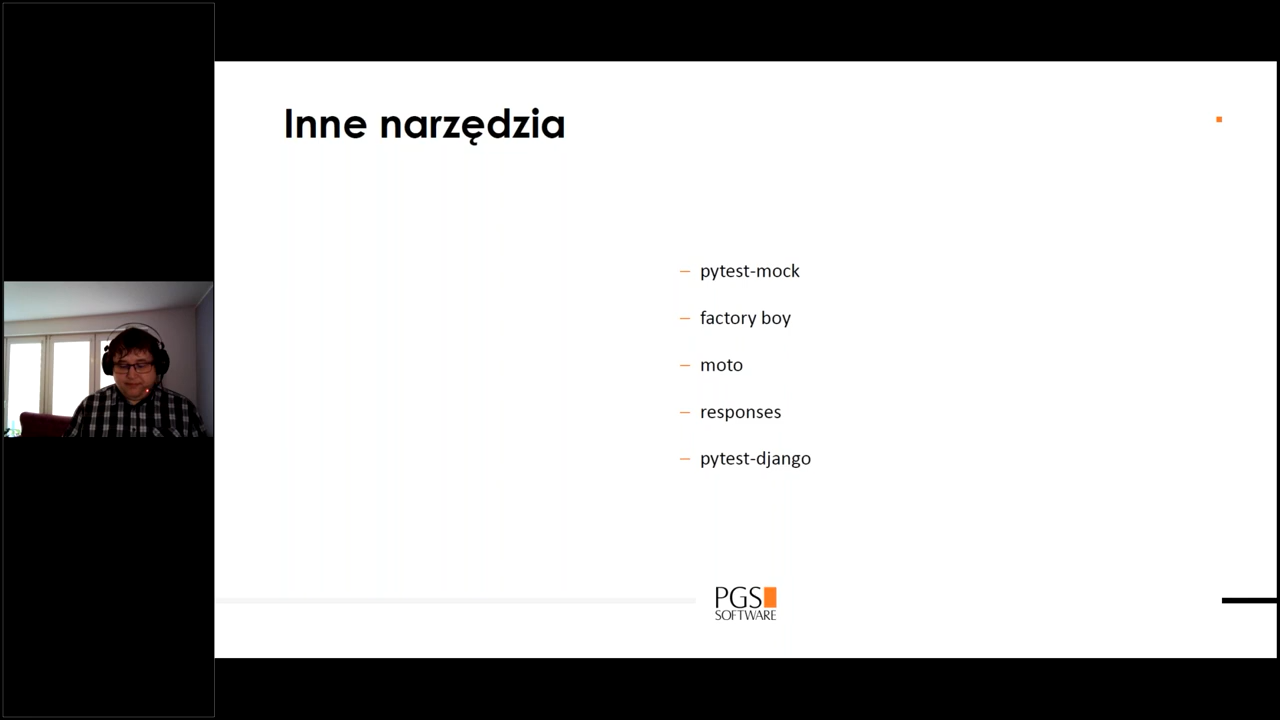 Inne narzędzia
– pytest-mock
– factory boy
– moto
– responses
– pytest-django
PGS
SOFTWARE